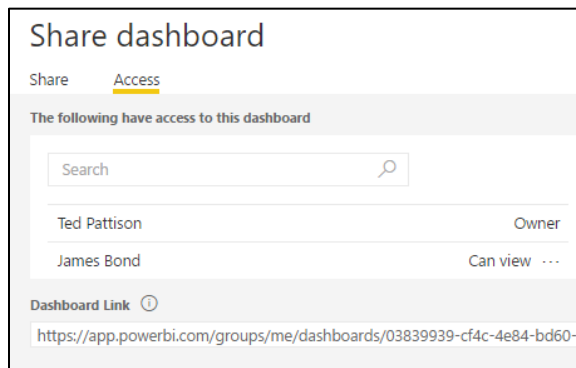 Share dashboard
Share Access
The following have access to this dashboard
Search
Ted Pattison Owner
James Bond Can view ...
Dashboard Link
https://app.powerbi.com/groups/me/dashboards/03839939-cf4c-4e84-bd60-